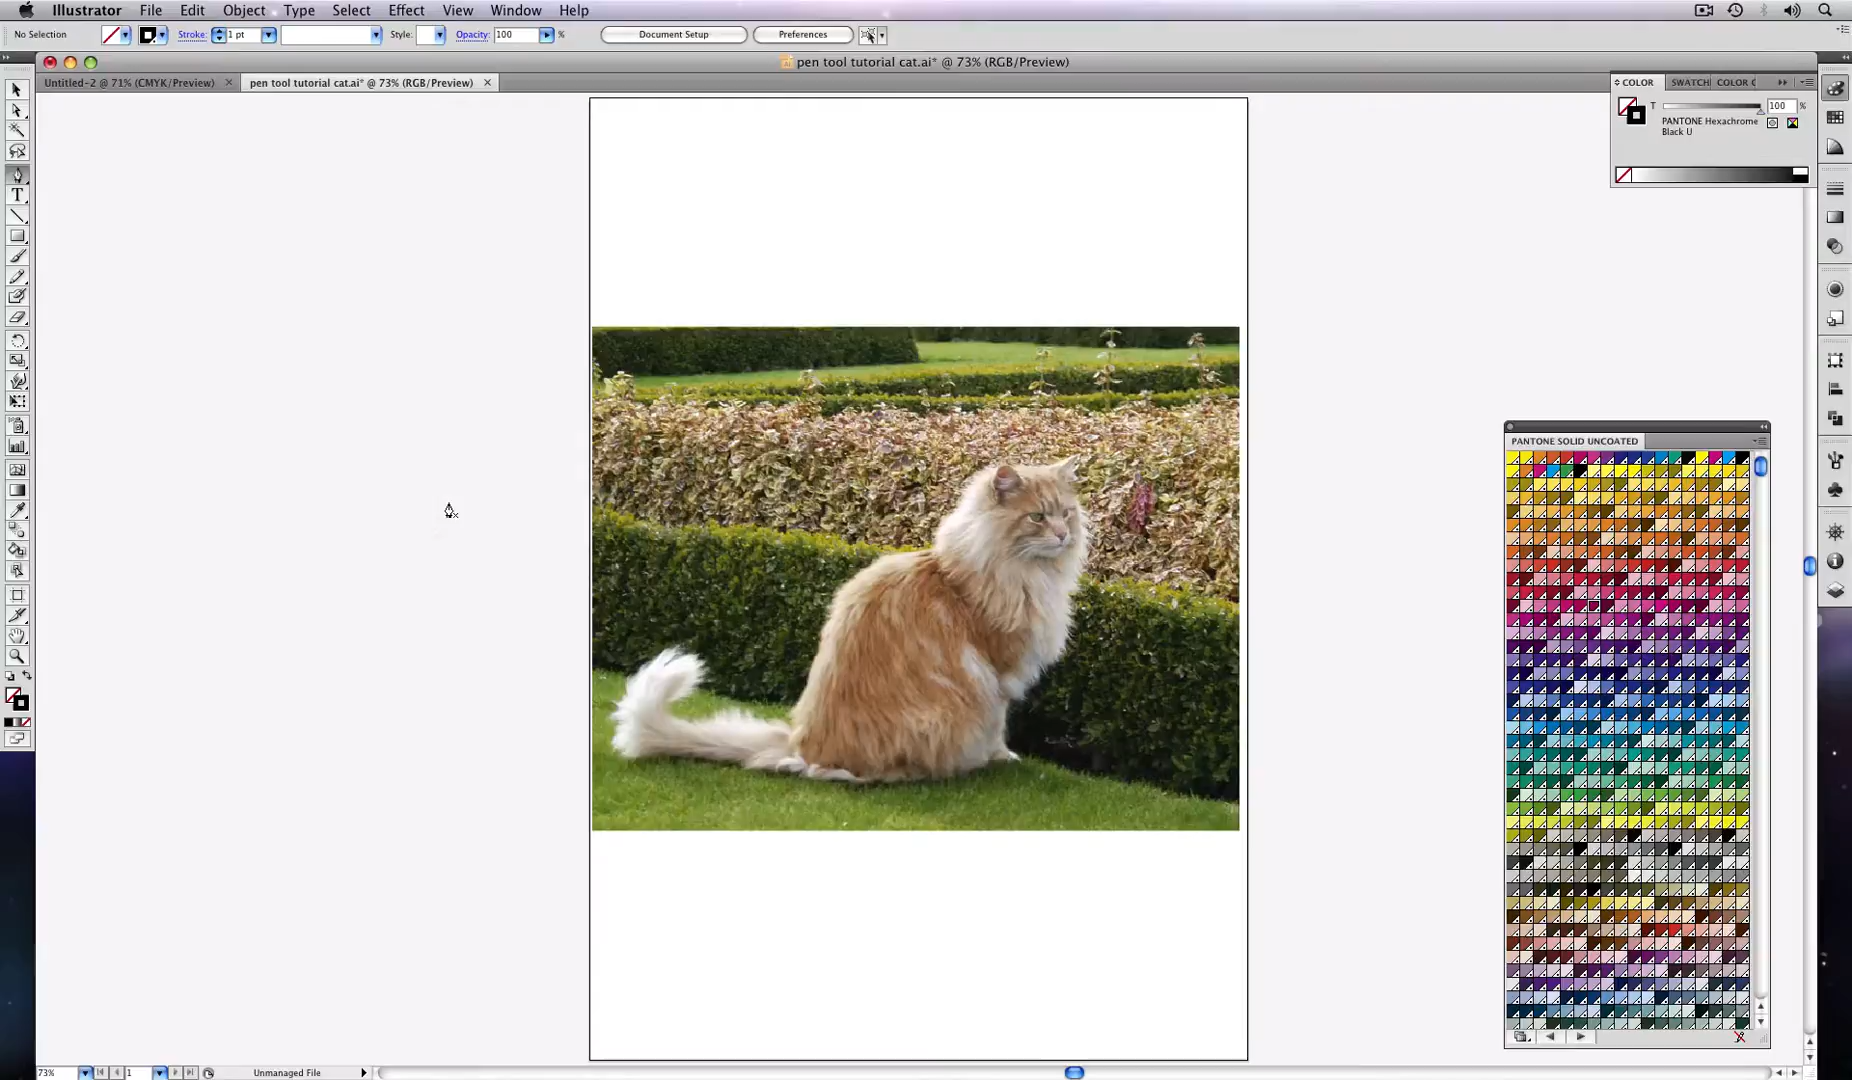 Illustrator File Edit Object Type Select Effect View Window Help
No Selection Stroke: 1 pt Style: Opacity: 100 % Document Setup Preferences
pen tool tutorial cat.ai* @ 73% (RGB/Preview)
Untitled-2 @ 71% (CMYK/Preview) pen tool tutorial cat.ai* @ 73% (RGB/Preview)
COLOR SWATCH COLOR G
T 100 %
PANTONE Hexachrome
Black U
T
PANTONE SOLID UNCOATED
73% 1 Unmanaged File